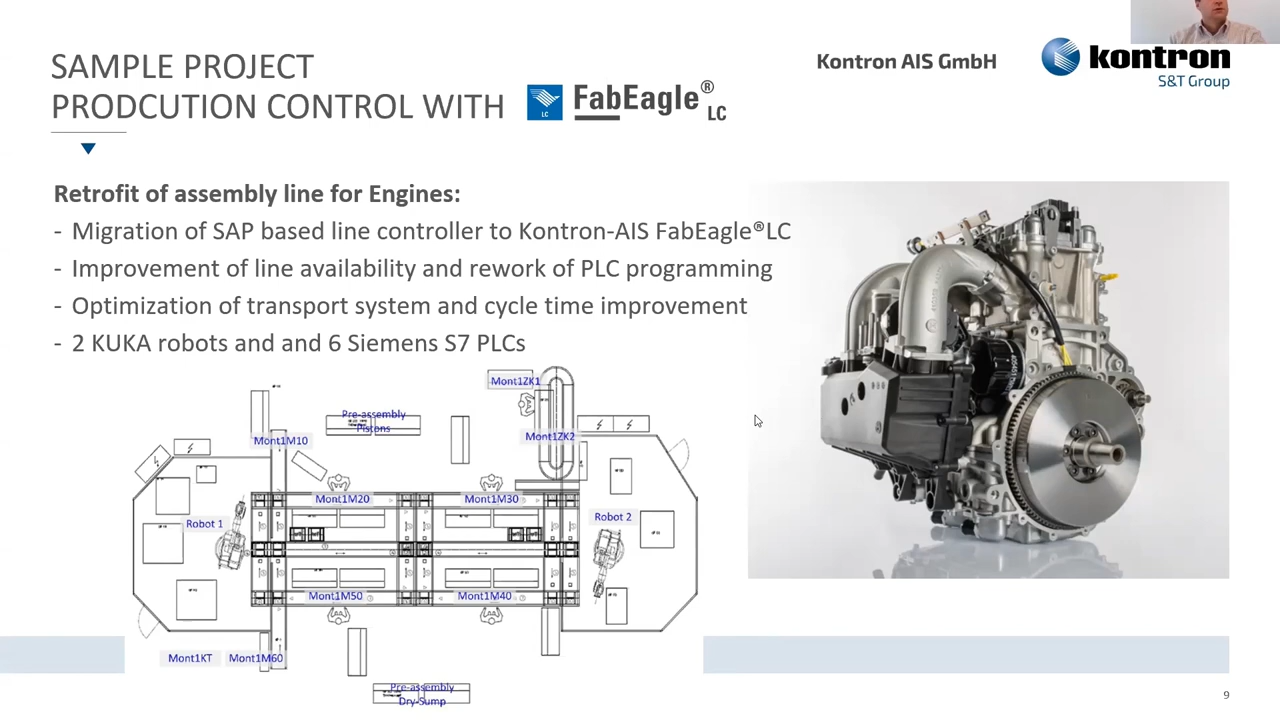 SAMPLE PROJECT
PRODCUTION CONTROL WITH
LC
FabEagle®
LC
Kontron AIS GmbH
kontron
S&T Group
Retrofit of assembly line for Engines:
- Migration of SAP based line controller to Kontron-AIS FabEagle®LC
- Improvement of line availability and rework of PLC programming
- Optimization of transport system and cycle time improvement
- 2 KUKA robots and and 6 Siemens S7 PLCs
Mont1ZK1
Pre-assembly
Pistons
Mont1M10
Mont1ZK2
Mont1M20
Mont1M30
Robot 1
Robot 2
Mont1M50
Mont1M40
Mont1KT
Mont1M60
Pre-assembly
Dry-Sump
9